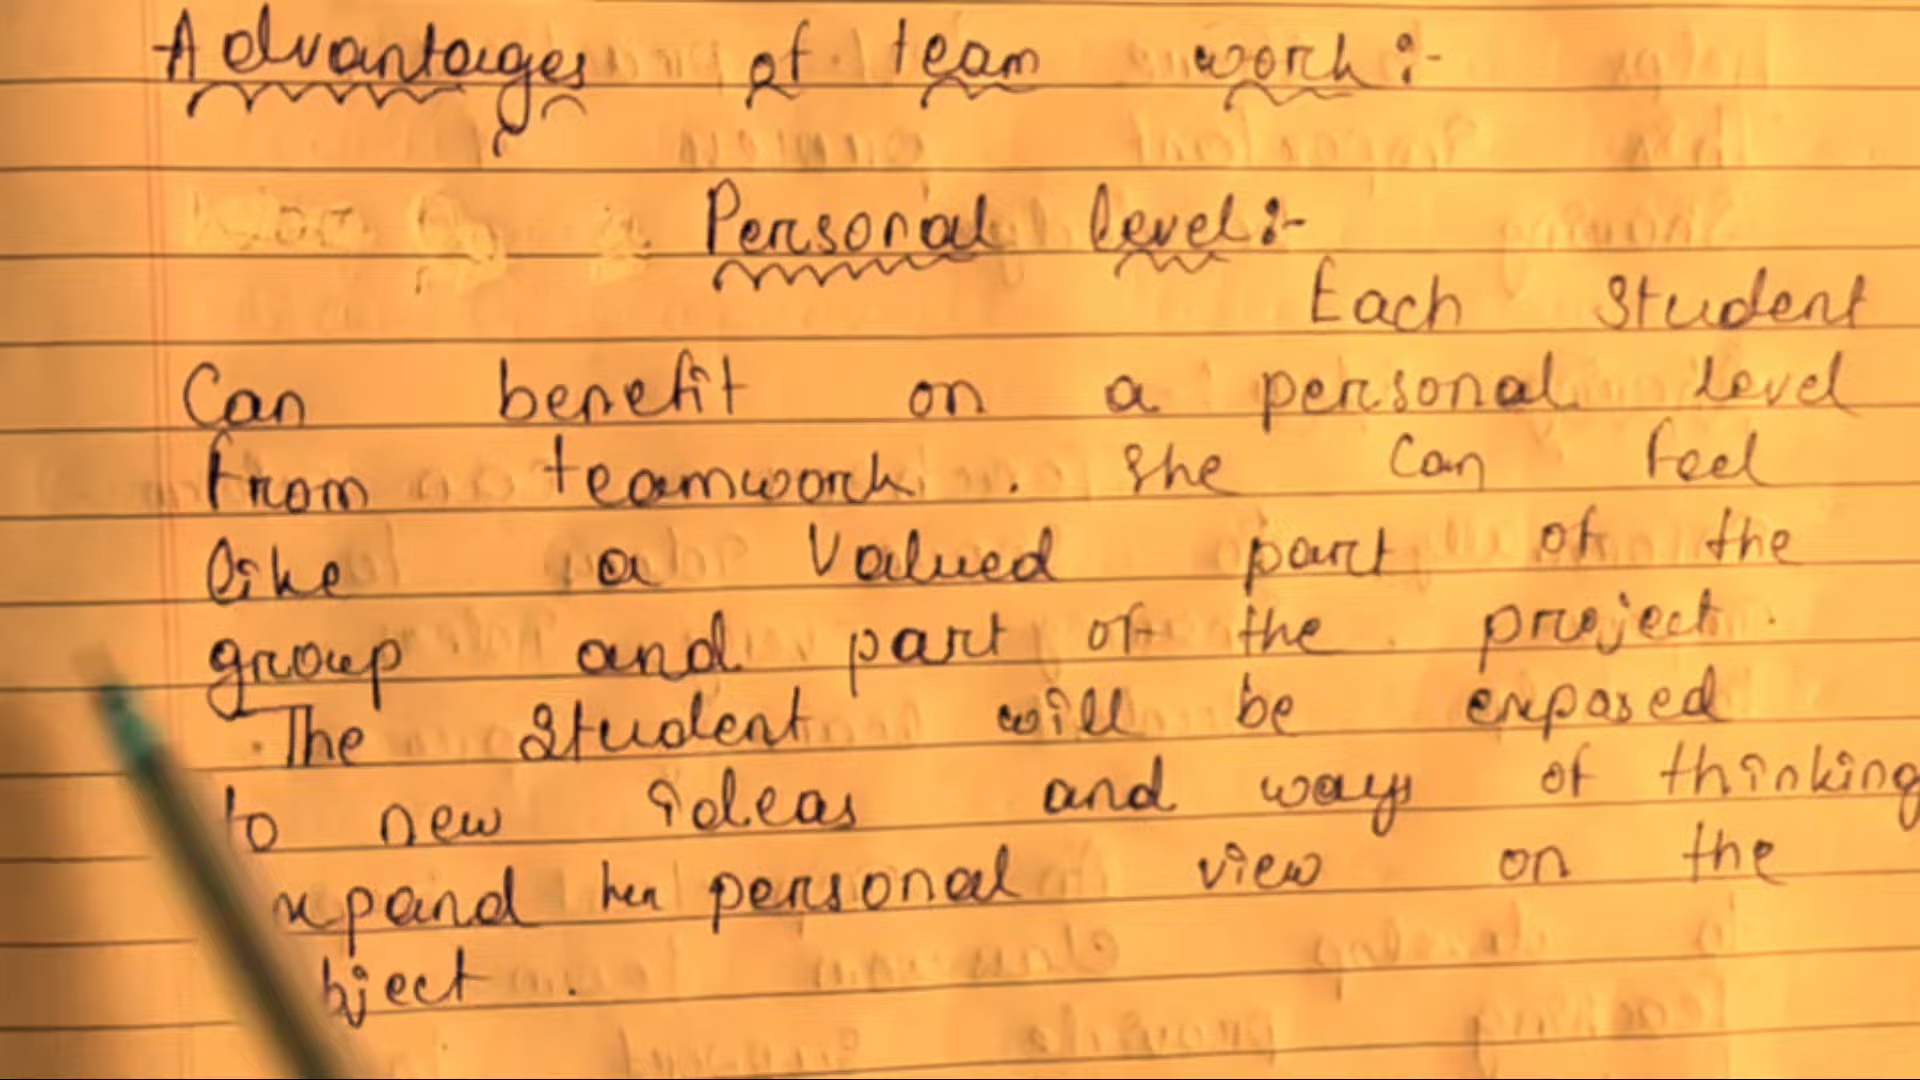 Advantages of team work :-
Personal level :-
Each student
Can benefit on a personal level
from teamwork . She can feel
like a valued part of the
group and part of the project .
The student will be exposed
to new ideas and ways of thinking
xpand her personal view on the
bject .